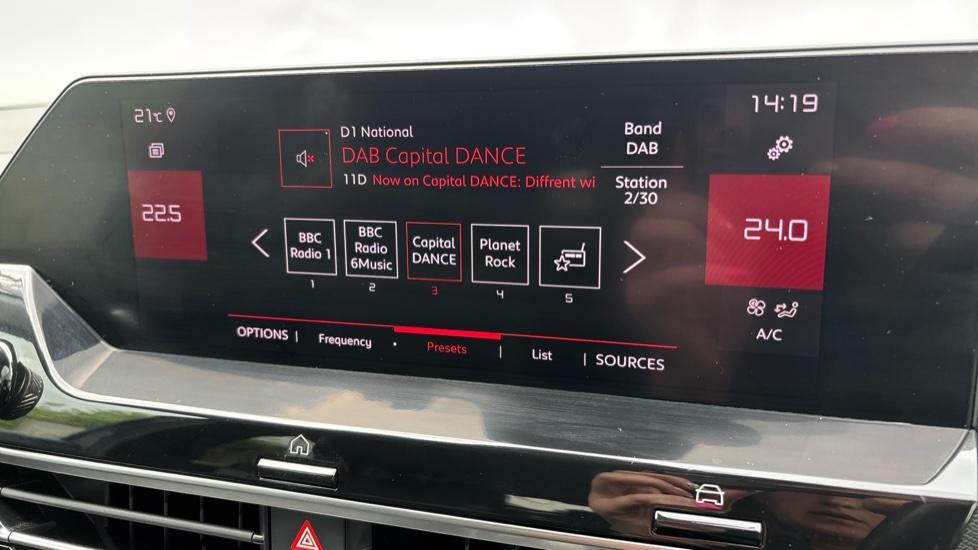 21°C
14:19
D1 National
DAB Capital DANCE
11D Now on Capital DANCE: Diffrent wi
Band
DAB
Station
2/30
22.5
24.0
BBC
Radio 1
BBC
Radio
6Music
Capital
DANCE
Planet
Rock
1
2
3
4
5
A/C
OPTIONS | Frequency • Presets | List | SOURCES